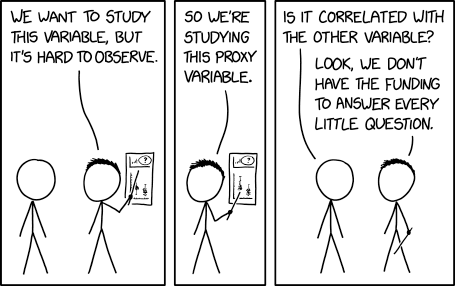 WE WANT TO STUDY
THIS VARIABLE, BUT
IT'S HARD TO OBSERVE.
?
SO WE'RE
STUDYING
THIS PROXY
VARIABLE.
?
IS IT CORRELATED WITH
THE OTHER VARIABLE?
LOOK, WE DON'T
HAVE THE FUNDING
TO ANSWER EVERY
LITTLE QUESTION.